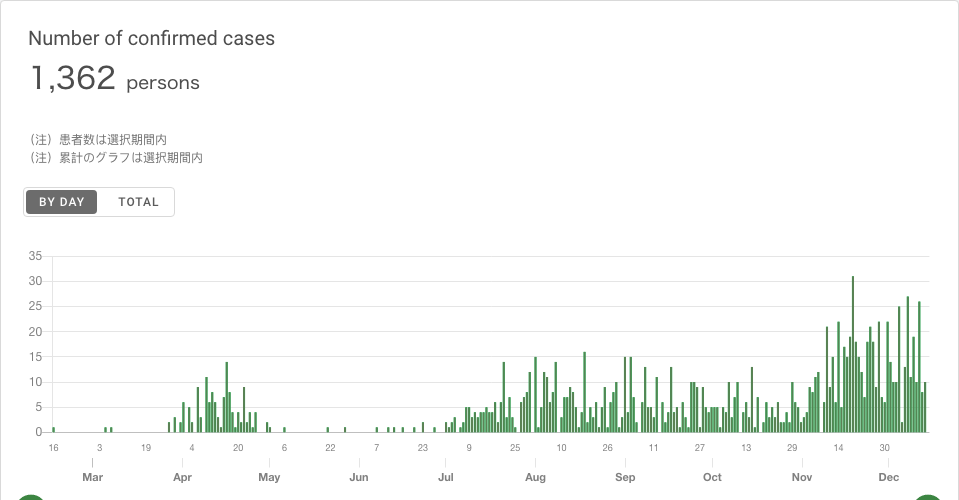 Number of confirmed cases
1,362 persons
（注）患者数は選択期間内
（注）累計のグラフは選択期間内
BY DAY TOTAL
35
30
25
20
15
10
5
0
16 3 19 4 20 6 22 7 23 9 25 10 26 11 27 13 29 14 30
Mar Apr May Jun Jul Aug Sep Oct Nov Dec